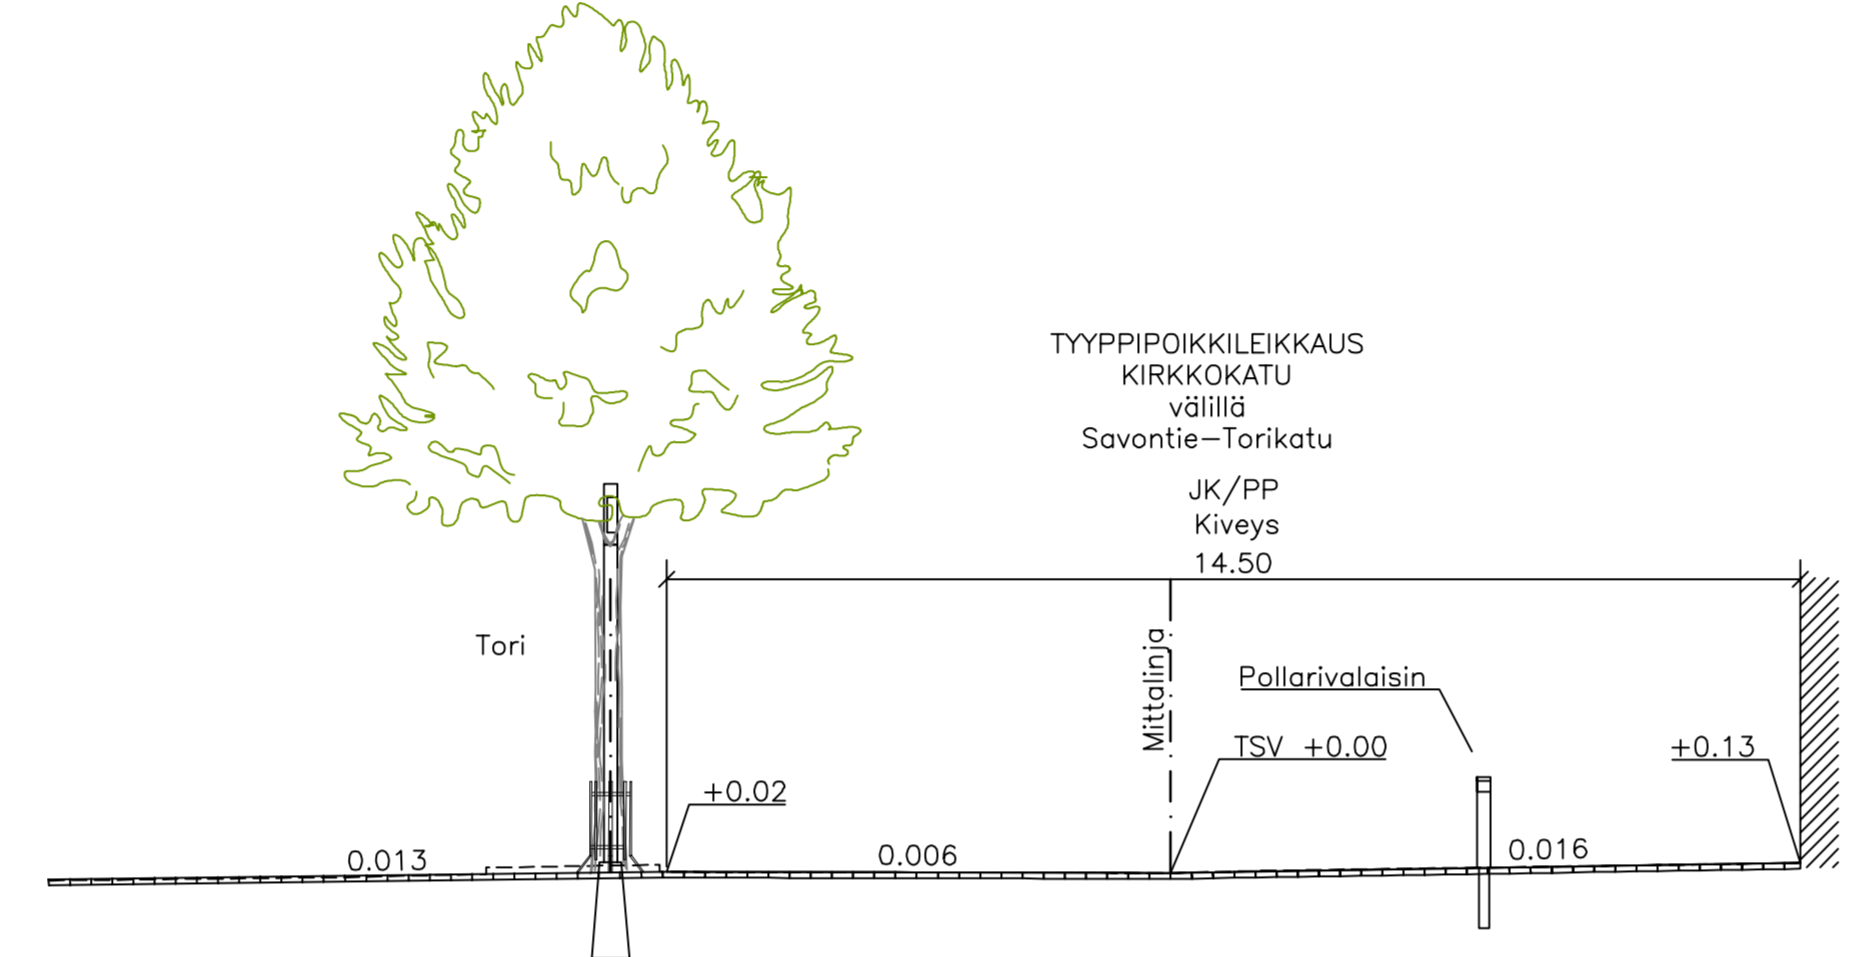 TYYPPIPOIKKILEIKKAUS
KIRKKOKATU
välillä
Savontie–Torikatu
JK/PP
Kiveys
14.50
Tori
Mittalinja
Pollarivalaisin
TSV +0.00
+0.13
+0.02
0.013
0.006
0.016